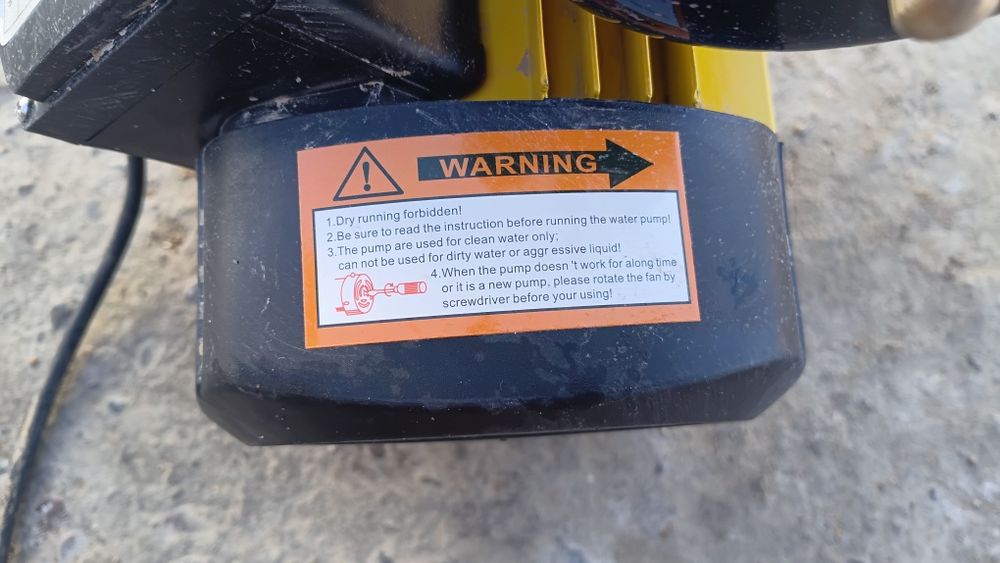 WARNING
1.Dry running forbidden!
2.Be sure to read the instruction before running the water pump!
3.The pump are used for clean water only;
can not be used for dirty water or aggr essive liquid!
4.When the pump doesn 't work for along time
or it is a new pump, please rotate the fan by
screwdriver before your using!